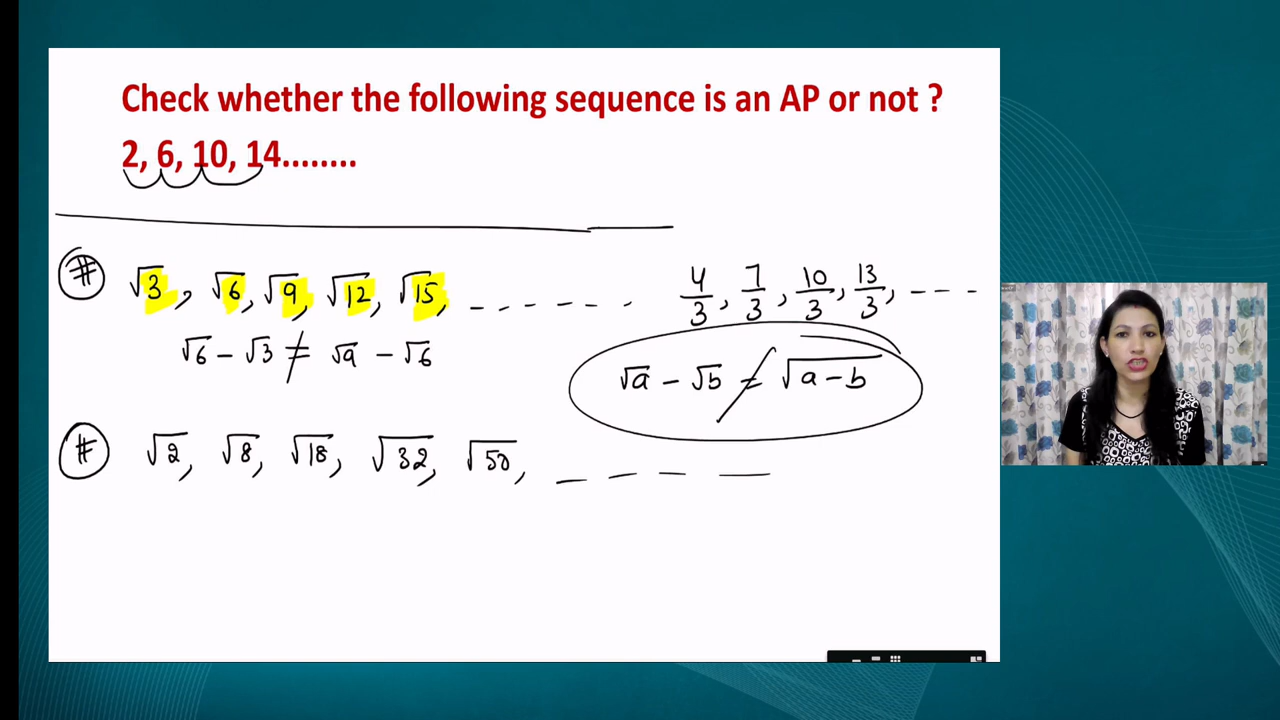 Check whether the following sequence is an AP or not ?
2, 6, 10, 14........
# √3, √6, √9, √12, √15, ------.
4/3, 7/3, 10/3, 13/3, ---
√6 - √3 ≠ √9 - √6
√a - √b ≠ √(a-b)
# √2, √8, √18, √32, √50, _ _ _ _